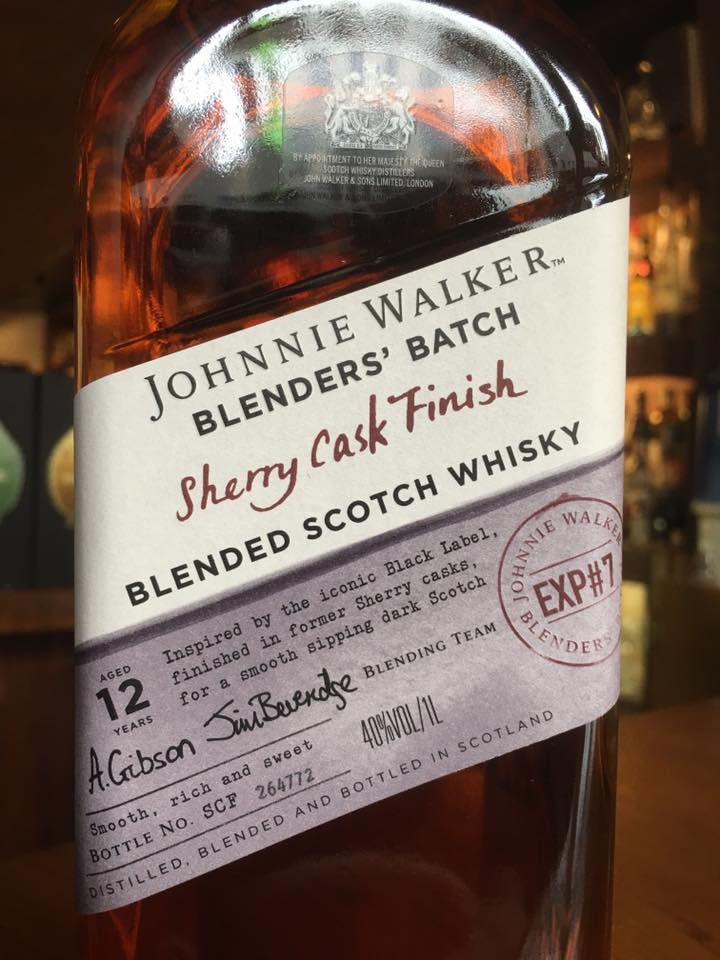 BY APPOINTMENT TO HER MAJESTY THE QUEEN
SCOTCH WHISKY DISTILLERS
JOHN WALKER & SONS LIMITED, LONDON
JOHNNIE WALKER™
BLENDERS' BATCH
Sherry Cask Finish
BLENDED SCOTCH WHISKY
Inspired by the iconic Black Label,
finished in former Sherry casks,
for a smooth sipping dark Scotch
JOHNNIE WALKER
EXP#7
BLENDERS
AGED
12
YEARS
A.Gibson Jim Beveridge BLENDING TEAM
Smooth, rich and sweet
40%VOL/1L
BOTTLE NO. SCF 264772
DISTILLED, BLENDED AND BOTTLED IN SCOTLAND